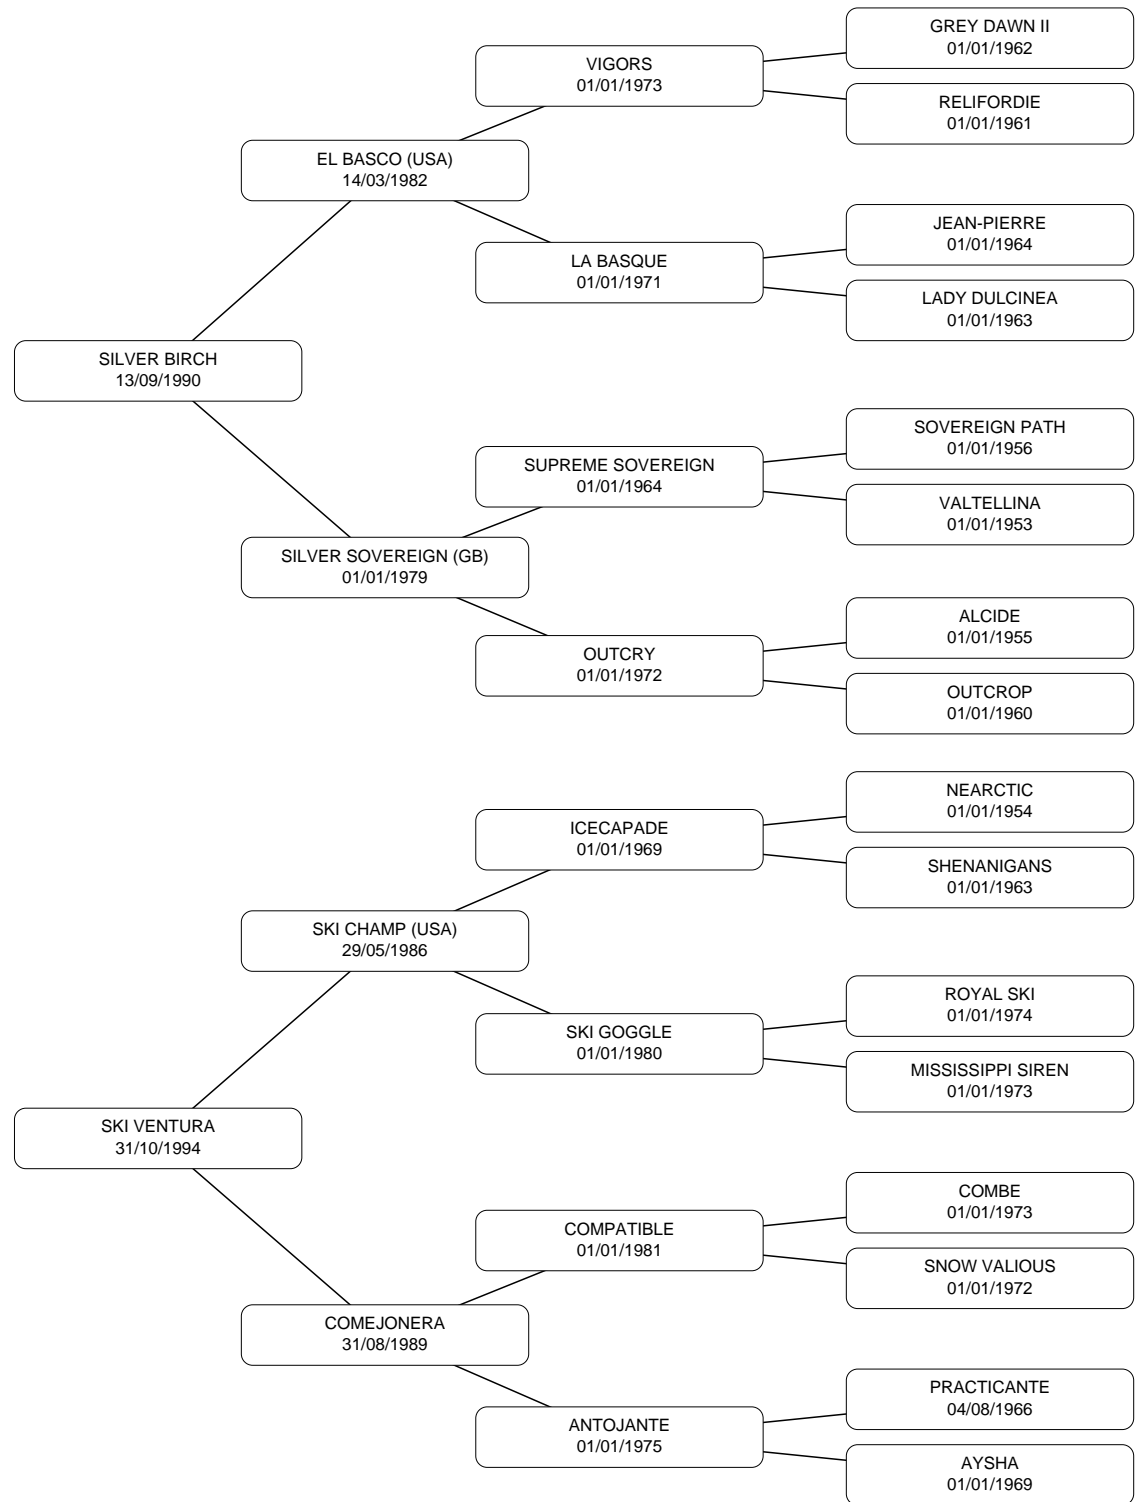 GREY DAWN II
01/01/1962
VIGORS
01/01/1973
RELIFORDIE
01/01/1961
EL BASCO (USA)
14/03/1982
JEAN-PIERRE
01/01/1964
LA BASQUE
01/01/1971
LADY DULCINEA
01/01/1963
SILVER BIRCH
13/09/1990
SOVEREIGN PATH
01/01/1956
SUPREME SOVEREIGN
01/01/1964
VALTELLINA
01/01/1953
SILVER SOVEREIGN (GB)
01/01/1979
ALCIDE
01/01/1955
OUTCRY
01/01/1972
OUTCROP
01/01/1960
NEARCTIC
01/01/1954
ICECAPADE
01/01/1969
SHENANIGANS
01/01/1963
SKI CHAMP (USA)
29/05/1986
ROYAL SKI
01/01/1974
SKI GOGGLE
01/01/1980
MISSISSIPPI SIREN
01/01/1973
SKI VENTURA
31/10/1994
COMBE
01/01/1973
COMPATIBLE
01/01/1981
SNOW VALIOUS
01/01/1972
COMEJONERA
31/08/1989
PRACTICANTE
04/08/1966
ANTOJANTE
01/01/1975
AYSHA
01/01/1969